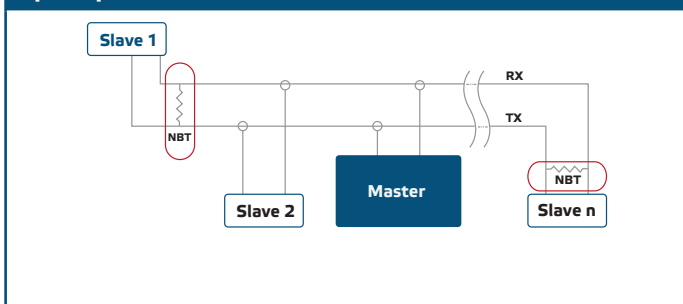 Slave 1
RX
TX
NBT
NBT
Master
Slave 2
Slave n